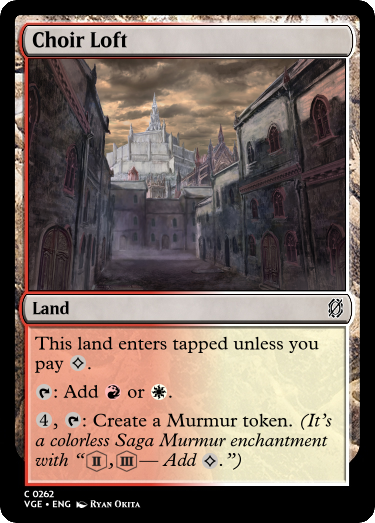 Choir Loft
Land
This land enters tapped unless you
pay {C}.
{T}: Add {R} or {W}.
{4}, {T}: Create a Murmur token. (It's
a colorless Saga Murmur enchantment
with “II, III — Add {C}.”)
C 0262
VGE • ENG Ryan Okita